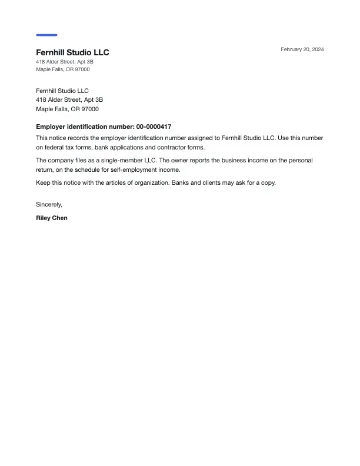 Fernhill Studio LLC
February 20, 2024
418 Alder Street, Apt 3B
Maple Falls, OR 97000
Fernhill Studio LLC
418 Alder Street, Apt 3B
Maple Falls, OR 97000
Employer identification number: 00-0000417
This notice records the employer identification number assigned to Fernhill Studio LLC. Use this number
on federal tax forms, bank applications and contractor forms.
The company files as a single-member LLC. The owner reports the business income on the personal
return, on the schedule for self-employment income.
Keep this notice with the articles of organization. Banks and clients may ask for a copy.
Sincerely,
Riley Chen